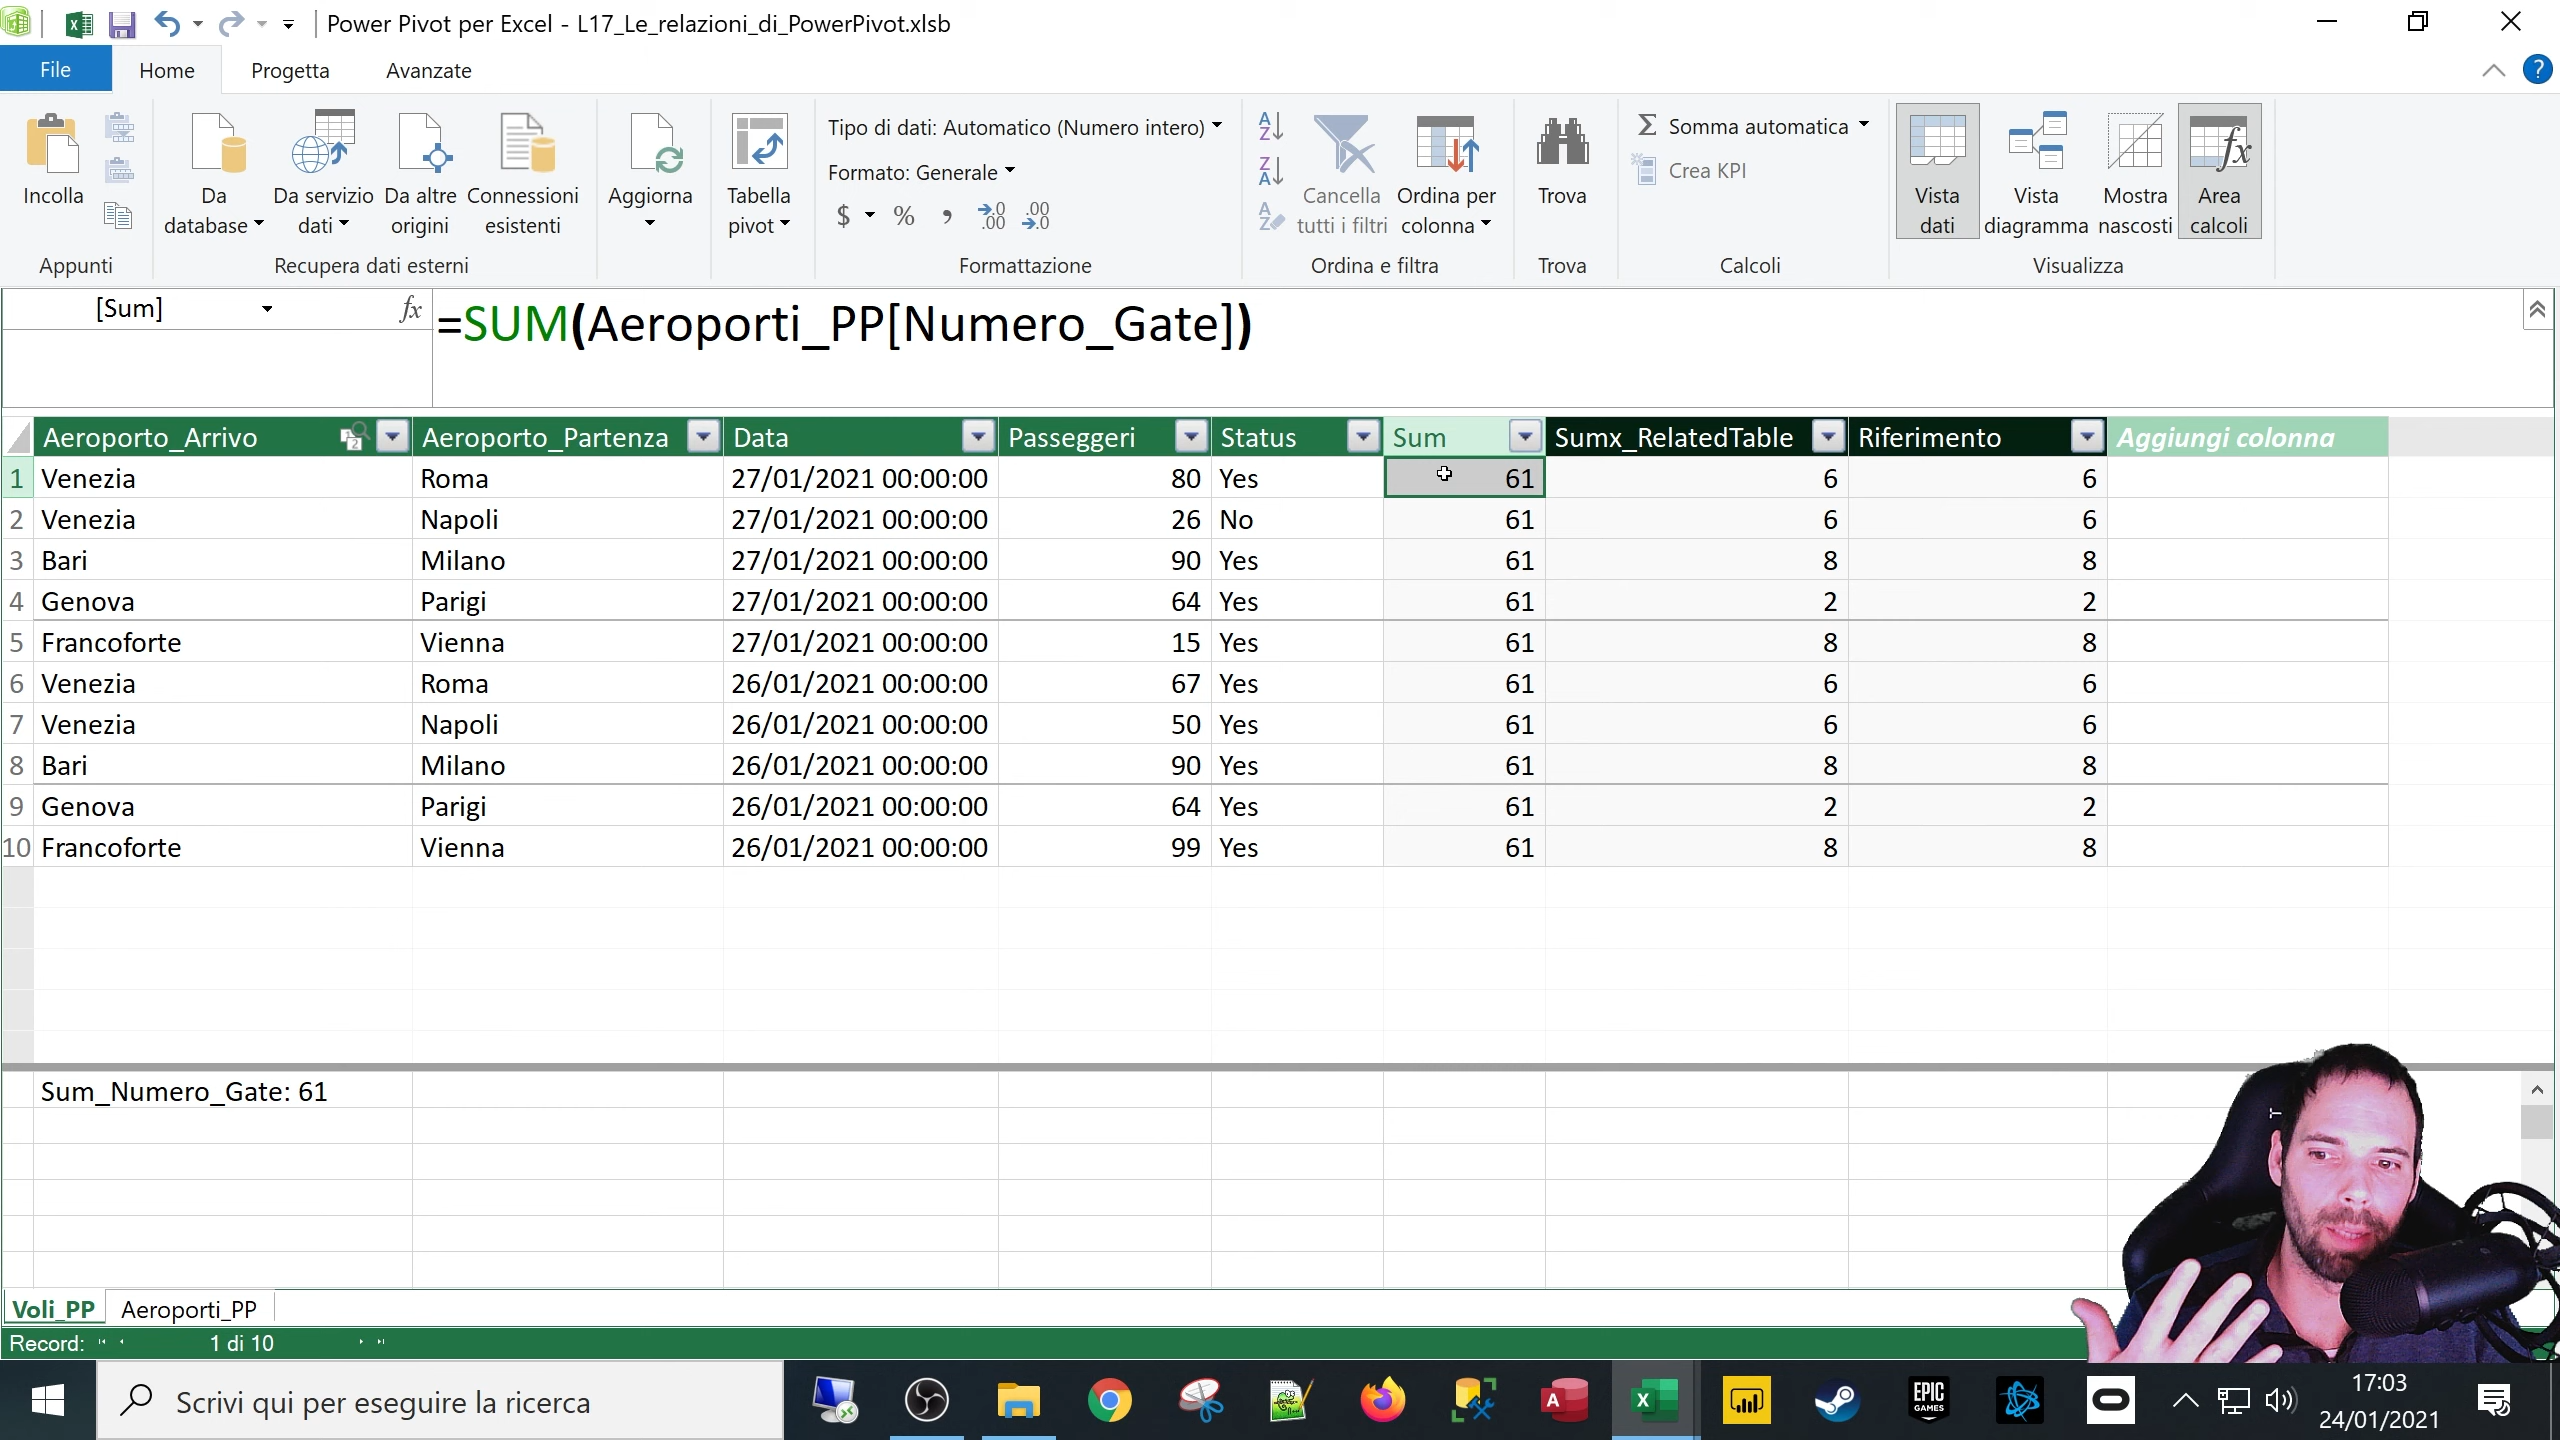 Power Pivot per Excel - L17_Le_relazioni_di_PowerPivot.xlsb
File Home Progetta Avanzate
Incolla
Appunti
Da database
Da servizio dati
Da altre origini
Connessioni esistenti
Recupera dati esterni
Aggiorna
Tabella pivot
Tipo di dati: Automatico (Numero intero)
Formato: Generale
$ % , .0 .00 .00 .0
Formattazione
Cancella tutti i filtri
Ordina per colonna
Ordina e filtra
Trova
Trova
Somma automatica
Crea KPI
Calcoli
Vista dati
Vista diagramma
Mostra nascosti
Area calcoli
Visualizza
[Sum] fx =SUM(Aeroporti_PP[Numero_Gate])
Aeroporto_Arrivo Aeroporto_Partenza Data Passeggeri Status Sum Sumx_RelatedTable Riferimento Aggiungi colonna
1 Venezia Roma 27/01/2021 00:00:00 80 Yes 61 6 6
2 Venezia Napoli 27/01/2021 00:00:00 26 No 61 6 6
3 Bari Milano 27/01/2021 00:00:00 90 Yes 61 8 8
4 Genova Parigi 27/01/2021 00:00:00 64 Yes 61 2 2
5 Francoforte Vienna 27/01/2021 00:00:00 15 Yes 61 8 8
6 Venezia Roma 26/01/2021 00:00:00 67 Yes 61 6 6
7 Venezia Napoli 26/01/2021 00:00:00 50 Yes 61 6 6
8 Bari Milano 26/01/2021 00:00:00 90 Yes 61 8 8
9 Genova Parigi 26/01/2021 00:00:00 64 Yes 61 2 2
10 Francoforte Vienna 26/01/2021 00:00:00 99 Yes 61 8 8
Sum_Numero_Gate: 61
Voli_PP Aeroporti_PP
Record: 1 di 10
Scrivi qui per eseguire la ricerca
EPIC GAMES
17:03
24/01/2021